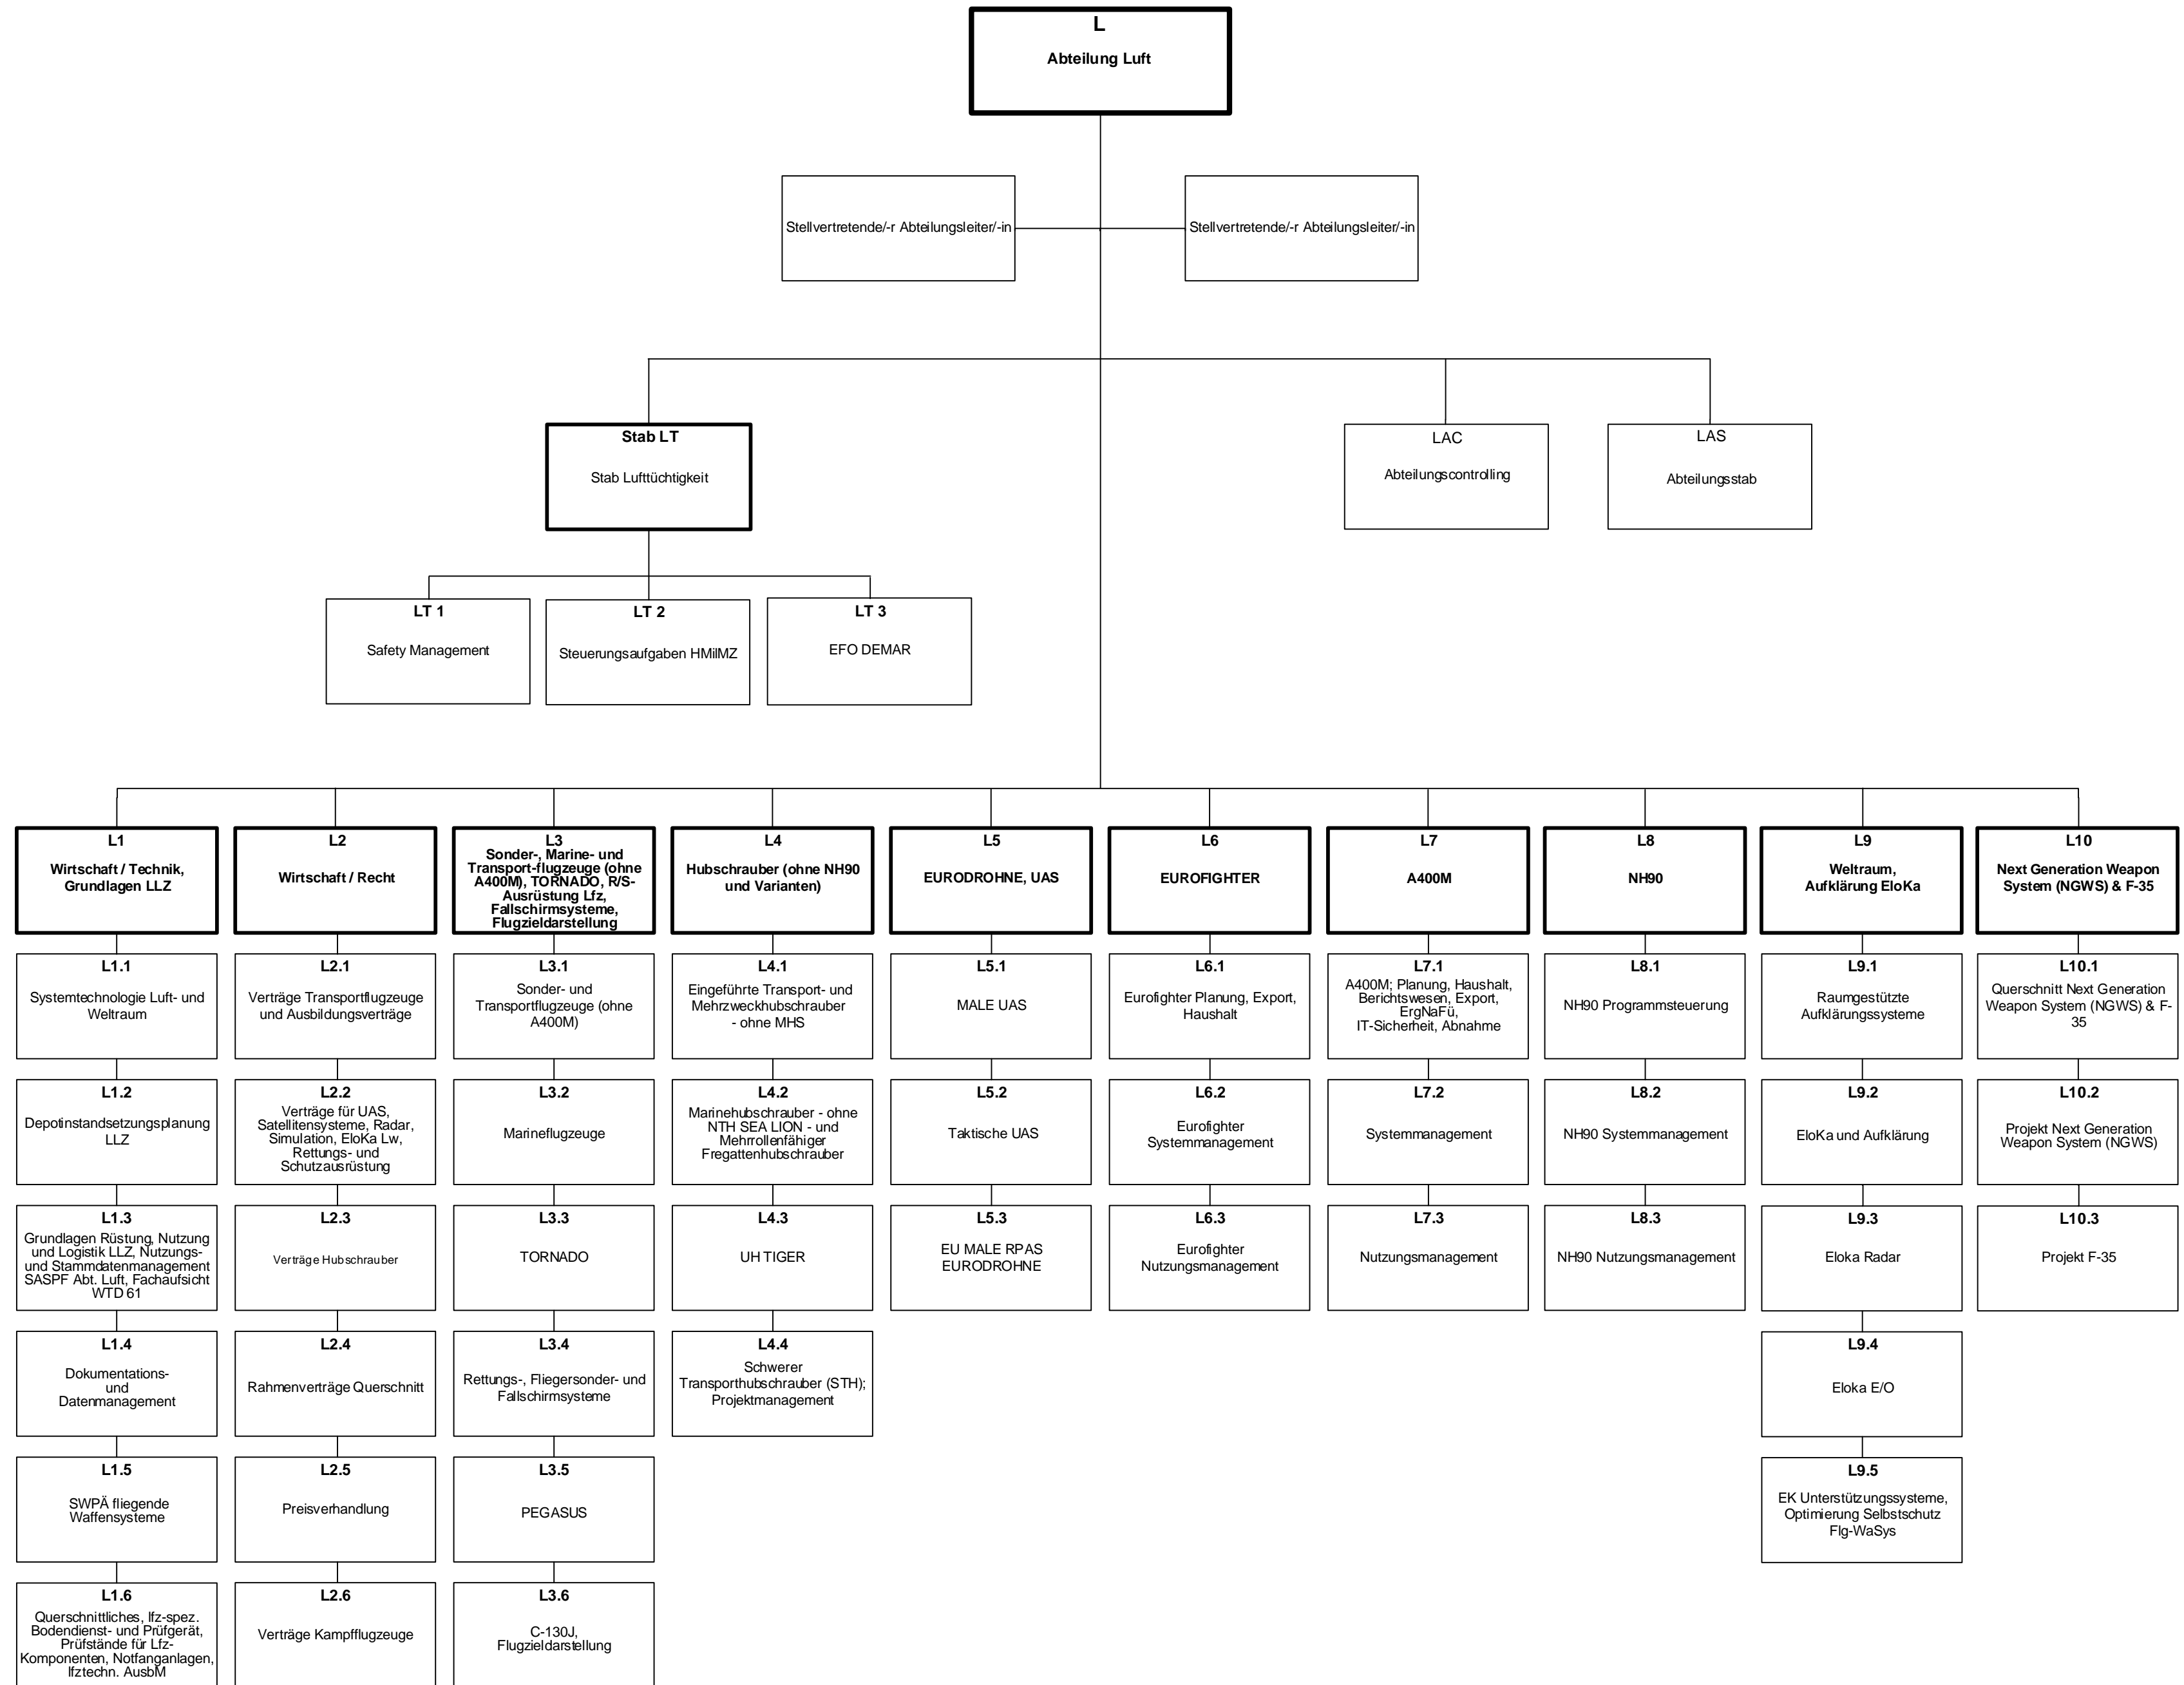 L
Abteilung Luft
Stellvertretende/-r Abteilungsleiter/-in
Stellvertretende/-r Abteilungsleiter/-in
Stab LT
Stab Lufttüchtigkeit
LAC
Abteilungscontrolling
LAS
Abteilungsstab
LT 1
Safety Management
LT 2
Steuerungsaufgaben HMilMZ
LT 3
EFO DEMAR
L1
Wirtschaft / Technik,
Grundlagen LLZ
L2
Wirtschaft / Recht
L3
Sonder-, Marine- und
Transport-flugzeuge (ohne
A400M), TORNADO, R/S-
Ausrüstung Lfz,
Fallschirmsysteme,
Flugzieldarstellung
L4
Hubschrauber (ohne NH90
und Varianten)
L5
EURODROHNE, UAS
L6
EUROFIGHTER
L7
A400M
L8
NH90
L9
Weltraum,
Aufklärung EloKa
L10
Next Generation Weapon
System (NGWS) & F-35
L1.1
Systemtechnologie Luft- und
Weltraum
L2.1
Verträge Transportflugzeuge
und Ausbildungsverträge
L3.1
Sonder- und
Transportflugzeuge (ohne
A400M)
L4.1
Eingeführte Transport- und
Mehrzweckhubschrauber
- ohne MHS
L5.1
MALE UAS
L6.1
Eurofighter Planung, Export,
Haushalt
L7.1
A400M; Planung, Haushalt,
Berichtswesen, Export,
ErgNaFü,
IT-Sicherheit, Abnahme
L8.1
NH90 Programmsteuerung
L9.1
Raumgestützte
Aufklärungssysteme
L10.1
Querschnitt Next Generation
Weapon System (NGWS) & F-
35
L1.2
Depotinstandsetzungsplanung
LLZ
L2.2
Verträge für UAS,
Satellitensysteme, Radar,
Simulation, EloKa Lw,
Rettungs- und
Schutzausrüstung
L3.2
Marineflugzeuge
L4.2
Marinehubschrauber - ohne
NTH SEA LION - und
Mehrrollenfähiger
Fregattenhubschrauber
L5.2
Taktische UAS
L6.2
Eurofighter
Systemmanagement
L7.2
Systemmanagement
L8.2
NH90 Systemmanagement
L9.2
EloKa und Aufklärung
L10.2
Projekt Next Generation
Weapon System (NGWS)
L1.3
Grundlagen Rüstung, Nutzung
und Logistik LLZ, Nutzungs-
und Stammdatenmanagement
SASPF Abt. Luft, Fachaufsicht
WTD 61
L2.3
Verträge Hubschrauber
L3.3
TORNADO
L4.3
UH TIGER
L5.3
EU MALE RPAS
EURODROHNE
L6.3
Eurofighter
Nutzungsmanagement
L7.3
Nutzungsmanagement
L8.3
NH90 Nutzungsmanagement
L9.3
Eloka Radar
L10.3
Projekt F-35
L1.4
Dokumentations-
und
Datenmanagement
L2.4
Rahmenverträge Querschnitt
L3.4
Rettungs-, Fliegersonder- und
Fallschirmsysteme
L4.4
Schwerer
Transporthubschrauber (STH);
Projektmanagement
L9.4
Eloka E/O
L1.5
SWPÄ fliegende
Waffensysteme
L2.5
Preisverhandlung
L3.5
PEGASUS
L9.5
EK Unterstützungssysteme,
Optimierung Selbstschutz
Flg-WaSys
L1.6
Querschnittliches, lfz-spez.
Bodendienst- und Prüfgerät,
Prüfstände für Lfz-
Komponenten, Notfanganlagen,
lfztechn. AusbM
L2.6
Verträge Kampfflugzeuge
L3.6
C-130J,
Flugzieldarstellung